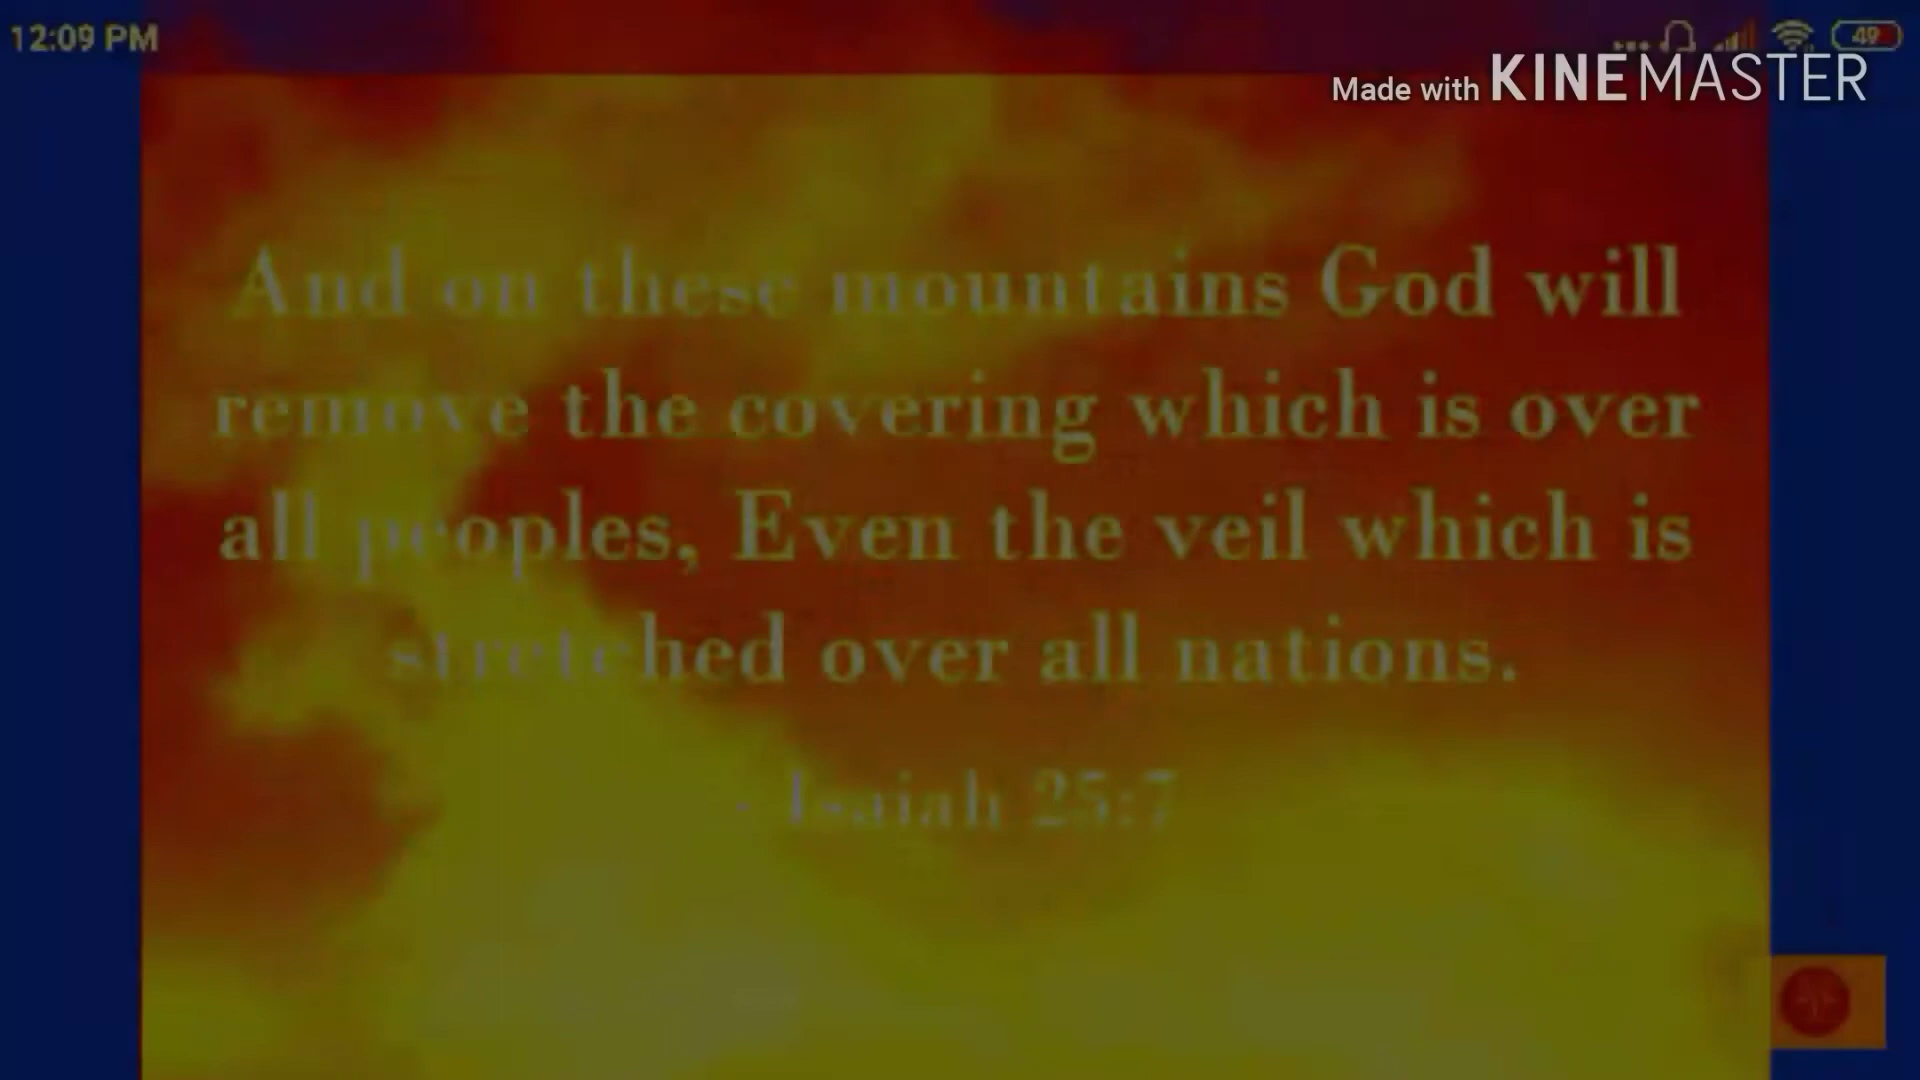 12:09 PM
49
Made with KINEMASTER
And on these mountains God will
remove the covering which is over
all peoples, Even the veil which is
stretched over all nations.
- Isaiah 25:7